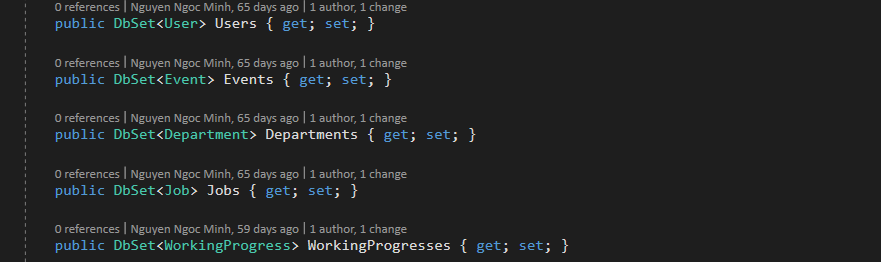 0 references | Nguyen Ngoc Minh, 65 days ago | 1 author, 1 change
public DbSet<User> Users { get; set; }
0 references | Nguyen Ngoc Minh, 65 days ago | 1 author, 1 change
public DbSet<Event> Events { get; set; }
0 references | Nguyen Ngoc Minh, 65 days ago | 1 author, 1 change
public DbSet<Department> Departments { get; set; }
0 references | Nguyen Ngoc Minh, 65 days ago | 1 author, 1 change
public DbSet<Job> Jobs { get; set; }
0 references | Nguyen Ngoc Minh, 59 days ago | 1 author, 1 change
public DbSet<WorkingProgress> WorkingProgresses { get; set; }